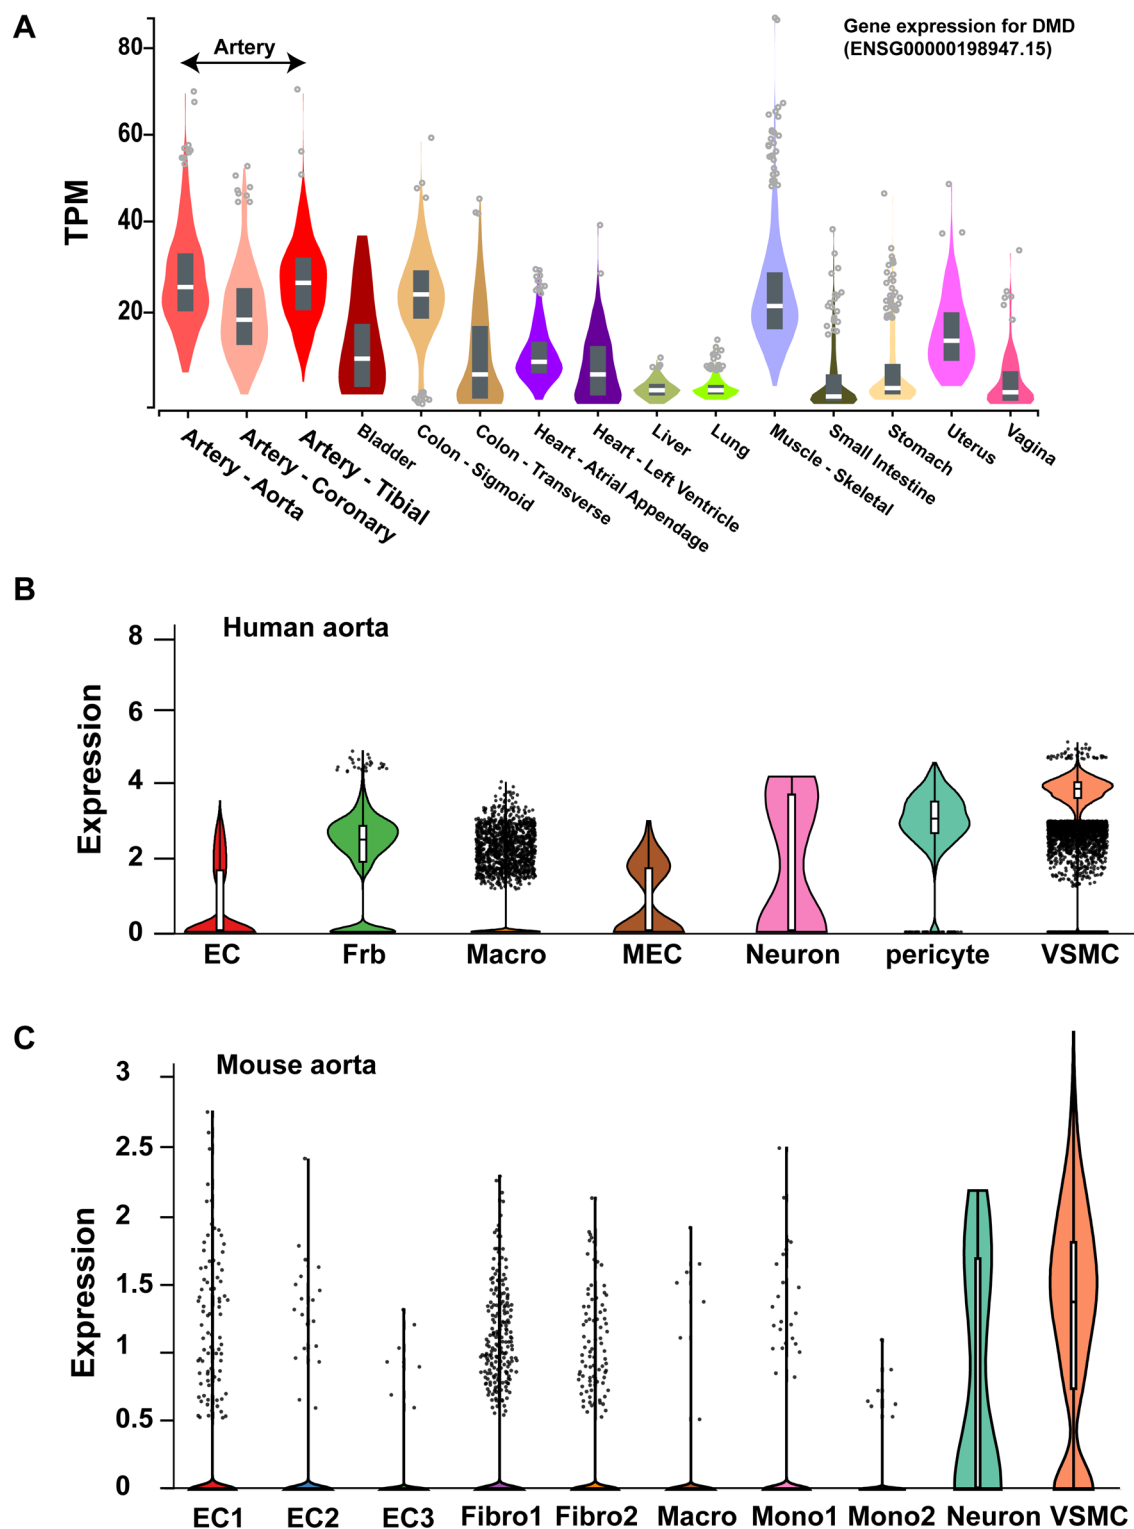 A
Gene expression for DMD
(ENSG00000198947.15)
Artery
80
60
40
20
TPM
Artery - Aorta
Artery - Coronary
Artery - Tibial
Bladder
Colon - Sigmoid
Colon - Transverse
Heart - Atrial Appendage
Heart - Left Ventricle
Liver
Lung
Muscle - Skeletal
Small Intestine
Stomach
Uterus
Vagina
B
Human aorta
8
6
4
2
0
Expression
EC Frb Macro MEC Neuron pericyte VSMC
C
Mouse aorta
3
2.5
2
1.5
1
0.5
0
Expression
EC1 EC2 EC3 Fibro1 Fibro2 Macro Mono1 Mono2 Neuron VSMC